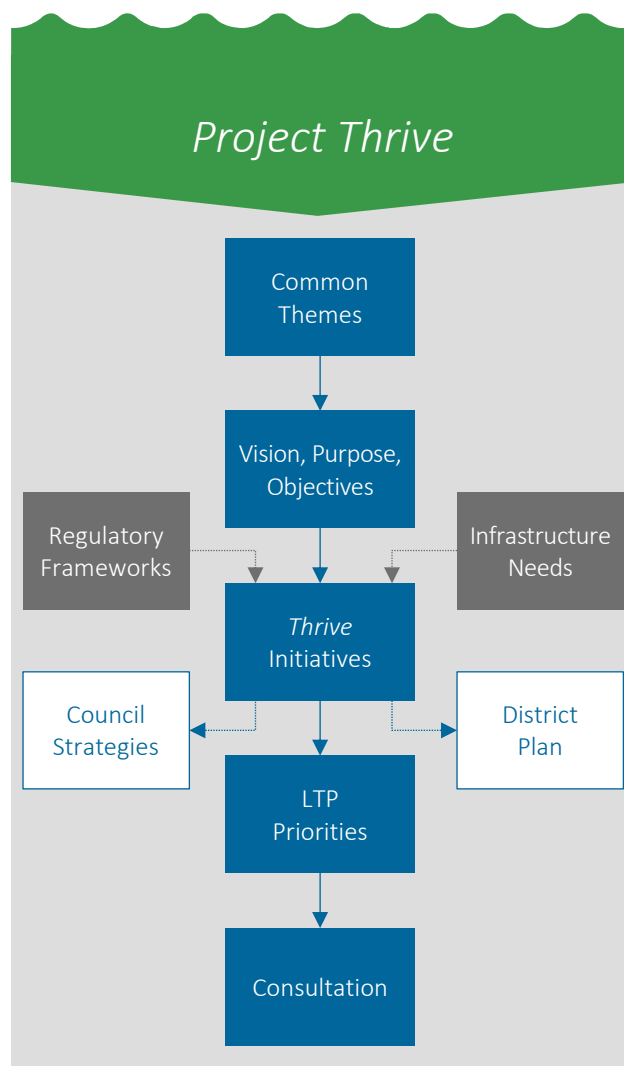 Project Thrive
Common
Themes
Vision, Purpose,
Objectives
Regulatory
Frameworks
Infrastructure
Needs
Thrive
Initiatives
Council
Strategies
District
Plan
LTP
Priorities
Consultation